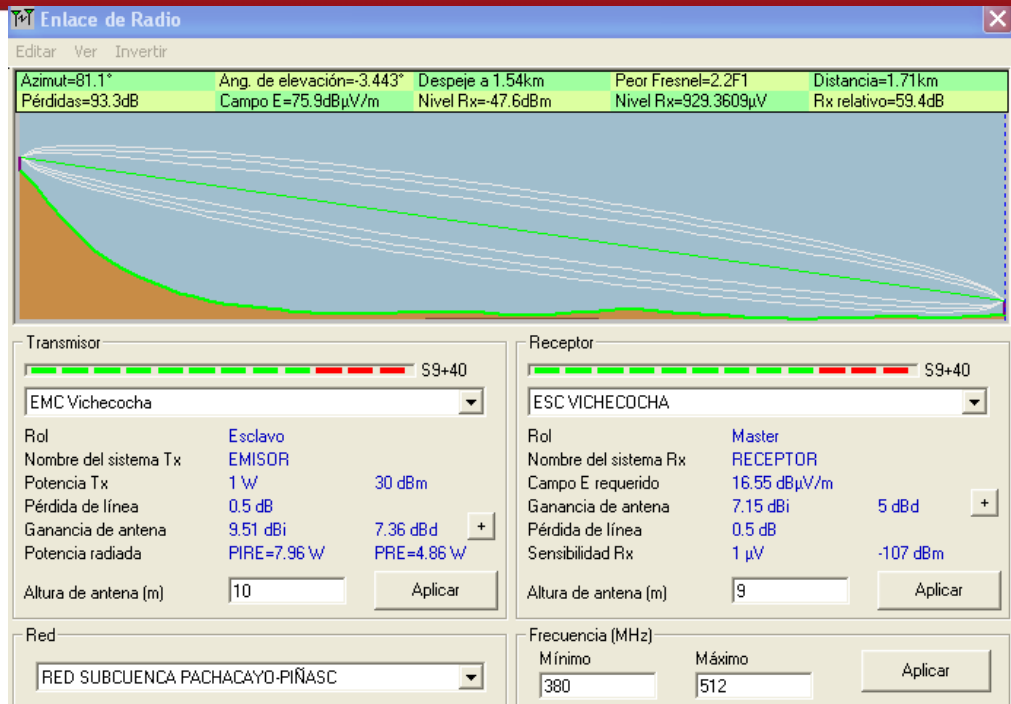 Enlace de Radio
Editar Ver Invertir
Azimut=81.1° Ang. de elevación=-3.443° Despeje a 1.54km Peor Fresnel=2.2F1 Distancia=1.71km
Pérdidas=93.3dB Campo E=75.9dBµV/m Nivel Rx=-47.6dBm Nivel Rx=929.3609µV Rx relativo=59.4dB
Transmisor
S9+40
EMC Vichecocha
Rol Esclavo
Nombre del sistema Tx EMISOR
Potencia Tx 1 W 30 dBm
Pérdida de línea 0.5 dB
Ganancia de antena 9.51 dBi 7.36 dBd +
Potencia radiada PIRE=7.96 W PRE=4.86 W
Altura de antena (m) 10 Aplicar
Receptor
S9+40
ESC VICHECOCHA
Rol Master
Nombre del sistema Rx RECEPTOR
Campo E requerido 16.55 dBµV/m
Ganancia de antena 7.15 dBi 5 dBd +
Pérdida de línea 0.5 dB
Sensibilidad Rx 1 µV -107 dBm
Altura de antena (m) 9 Aplicar
Red
RED SUBCUENCA PACHACAYO-PIÑASC
Frecuencia (MHz)
Mínimo Máximo
380 512 Aplicar